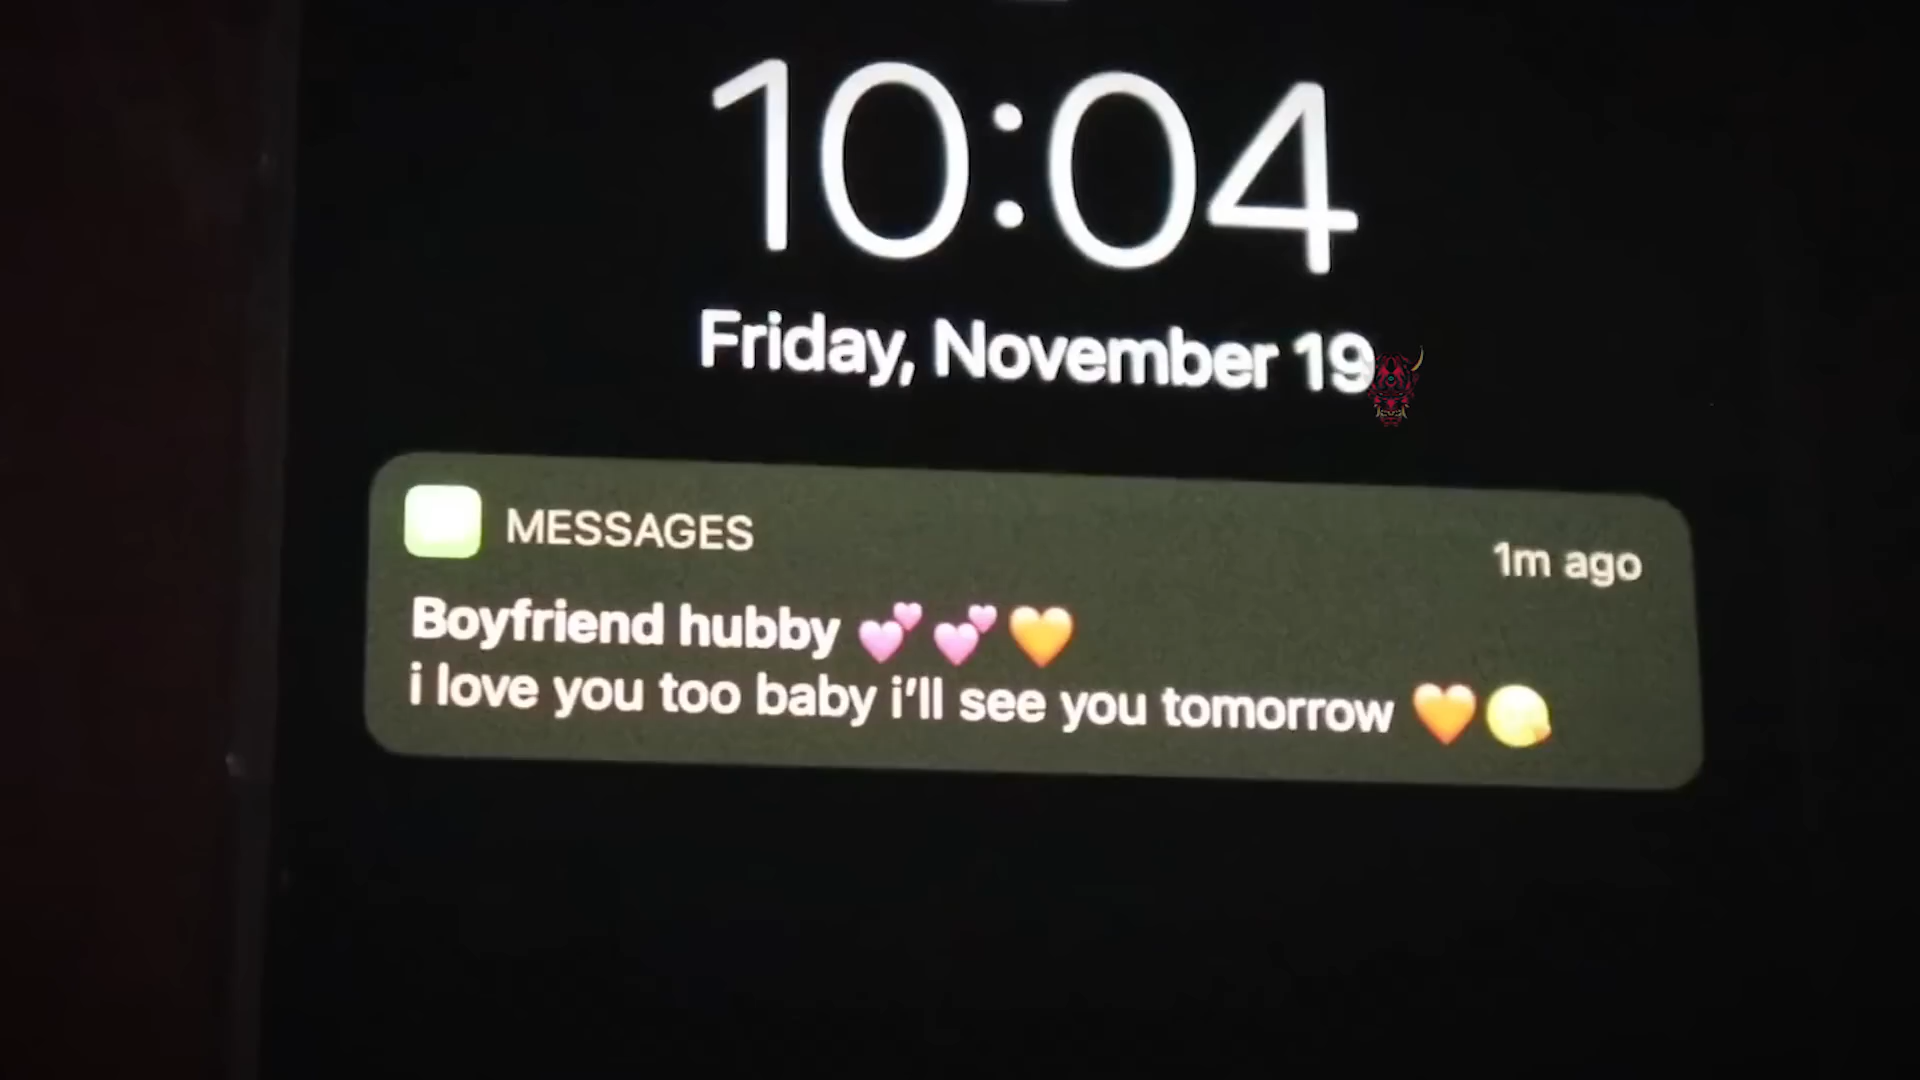 10:04
Friday, November 19
MESSAGES
1m ago
Boyfriend hubby 💕 💕 🧡
i love you too baby i'll see you tomorrow 🧡😘